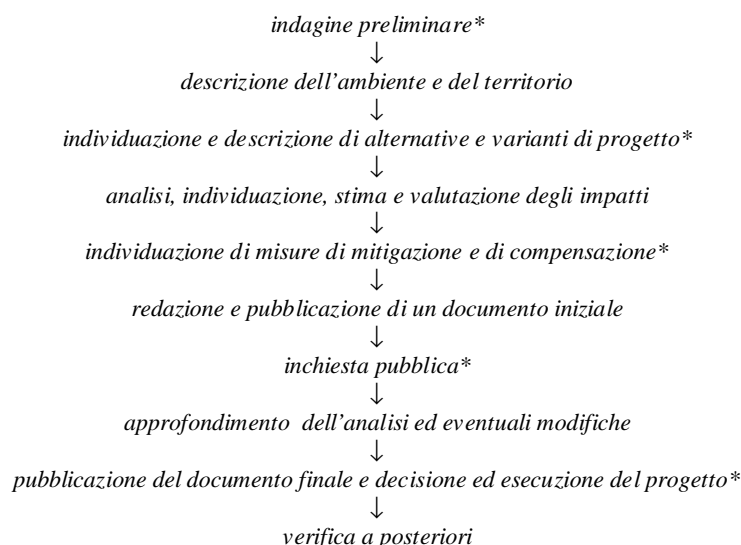 indagine preliminare*
↓
descrizione dell'ambiente e del territorio
↓
individuazione e descrizione di alternative e varianti di progetto*
↓
analisi, individuazione, stima e valutazione degli impatti
↓
individuazione di misure di mitigazione e di compensazione*
↓
redazione e pubblicazione di un documento iniziale
↓
inchiesta pubblica*
↓
approfondimento dell'analisi ed eventuali modifiche
↓
pubblicazione del documento finale e decisione ed esecuzione del progetto*
↓
verifica a posteriori